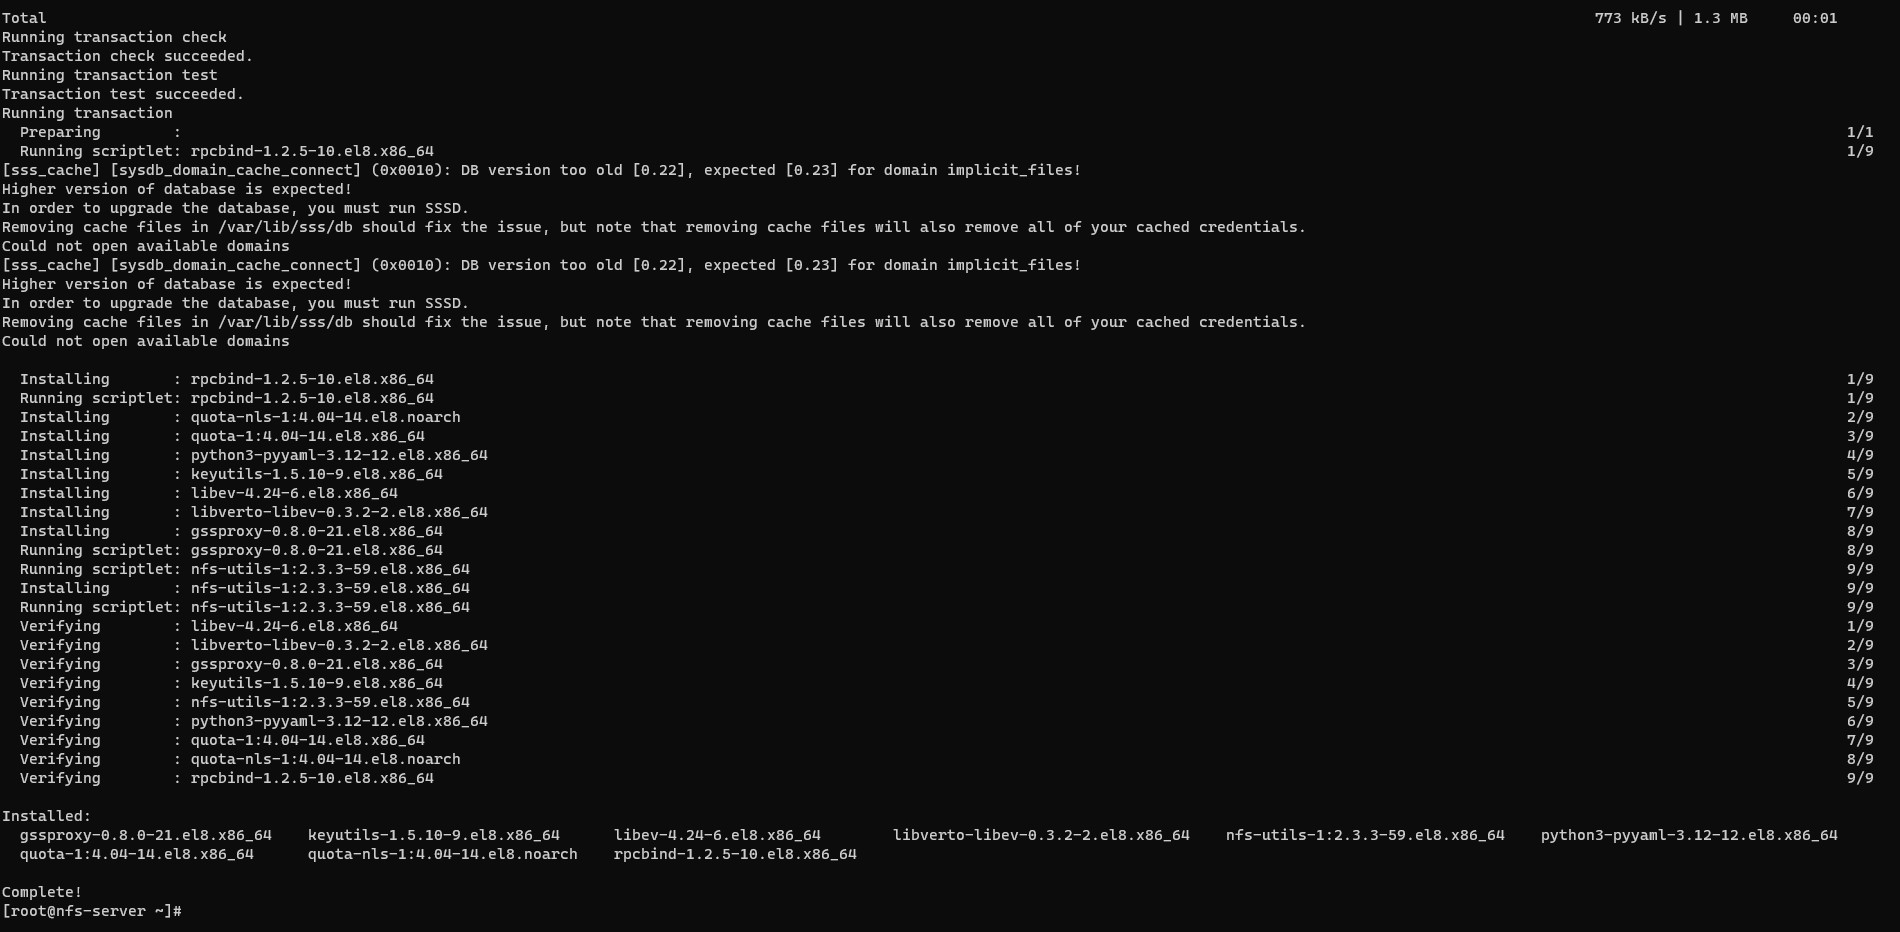 Total 773 kB/s | 1.3 MB 00:01
Running transaction check
Transaction check succeeded.
Running transaction test
Transaction test succeeded.
Running transaction
  Preparing        : 1/1
  Running scriptlet: rpcbind-1.2.5-10.el8.x86_64 1/9
[sss_cache] [sysdb_domain_cache_connect] (0x0010): DB version too old [0.22], expected [0.23] for domain implicit_files!
Higher version of database is expected!
In order to upgrade the database, you must run SSSD.
Removing cache files in /var/lib/sss/db should fix the issue, but note that removing cache files will also remove all of your cached credentials.
Could not open available domains
[sss_cache] [sysdb_domain_cache_connect] (0x0010): DB version too old [0.22], expected [0.23] for domain implicit_files!
Higher version of database is expected!
In order to upgrade the database, you must run SSSD.
Removing cache files in /var/lib/sss/db should fix the issue, but note that removing cache files will also remove all of your cached credentials.
Could not open available domains
  Installing       : rpcbind-1.2.5-10.el8.x86_64 1/9
  Running scriptlet: rpcbind-1.2.5-10.el8.x86_64 1/9
  Installing       : quota-nls-1:4.04-14.el8.noarch 2/9
  Installing       : quota-1:4.04-14.el8.x86_64 3/9
  Installing       : python3-pyyaml-3.12-12.el8.x86_64 4/9
  Installing       : keyutils-1.5.10-9.el8.x86_64 5/9
  Installing       : libev-4.24-6.el8.x86_64 6/9
  Installing       : libverto-libev-0.3.2-2.el8.x86_64 7/9
  Installing       : gssproxy-0.8.0-21.el8.x86_64 8/9
  Running scriptlet: gssproxy-0.8.0-21.el8.x86_64 8/9
  Running scriptlet: nfs-utils-1:2.3.3-59.el8.x86_64 9/9
  Installing       : nfs-utils-1:2.3.3-59.el8.x86_64 9/9
  Running scriptlet: nfs-utils-1:2.3.3-59.el8.x86_64 9/9
  Verifying        : libev-4.24-6.el8.x86_64 1/9
  Verifying        : libverto-libev-0.3.2-2.el8.x86_64 2/9
  Verifying        : gssproxy-0.8.0-21.el8.x86_64 3/9
  Verifying        : keyutils-1.5.10-9.el8.x86_64 4/9
  Verifying        : nfs-utils-1:2.3.3-59.el8.x86_64 5/9
  Verifying        : python3-pyyaml-3.12-12.el8.x86_64 6/9
  Verifying        : quota-1:4.04-14.el8.x86_64 7/9
  Verifying        : quota-nls-1:4.04-14.el8.noarch 8/9
  Verifying        : rpcbind-1.2.5-10.el8.x86_64 9/9
Installed:
  gssproxy-0.8.0-21.el8.x86_64    keyutils-1.5.10-9.el8.x86_64      libev-4.24-6.el8.x86_64        libverto-libev-0.3.2-2.el8.x86_64    nfs-utils-1:2.3.3-59.el8.x86_64    python3-pyyaml-3.12-12.el8.x86_64
  quota-1:4.04-14.el8.x86_64      quota-nls-1:4.04-14.el8.noarch    rpcbind-1.2.5-10.el8.x86_64
Complete!
[root@nfs-server ~]#